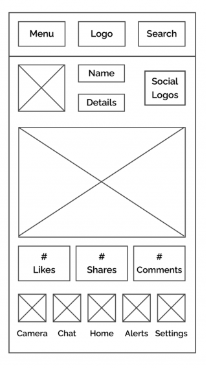 Menu Logo Search
Name
Details
Social
Logos
# # #
Likes Shares Comments
Camera Chat Home Alerts Settings